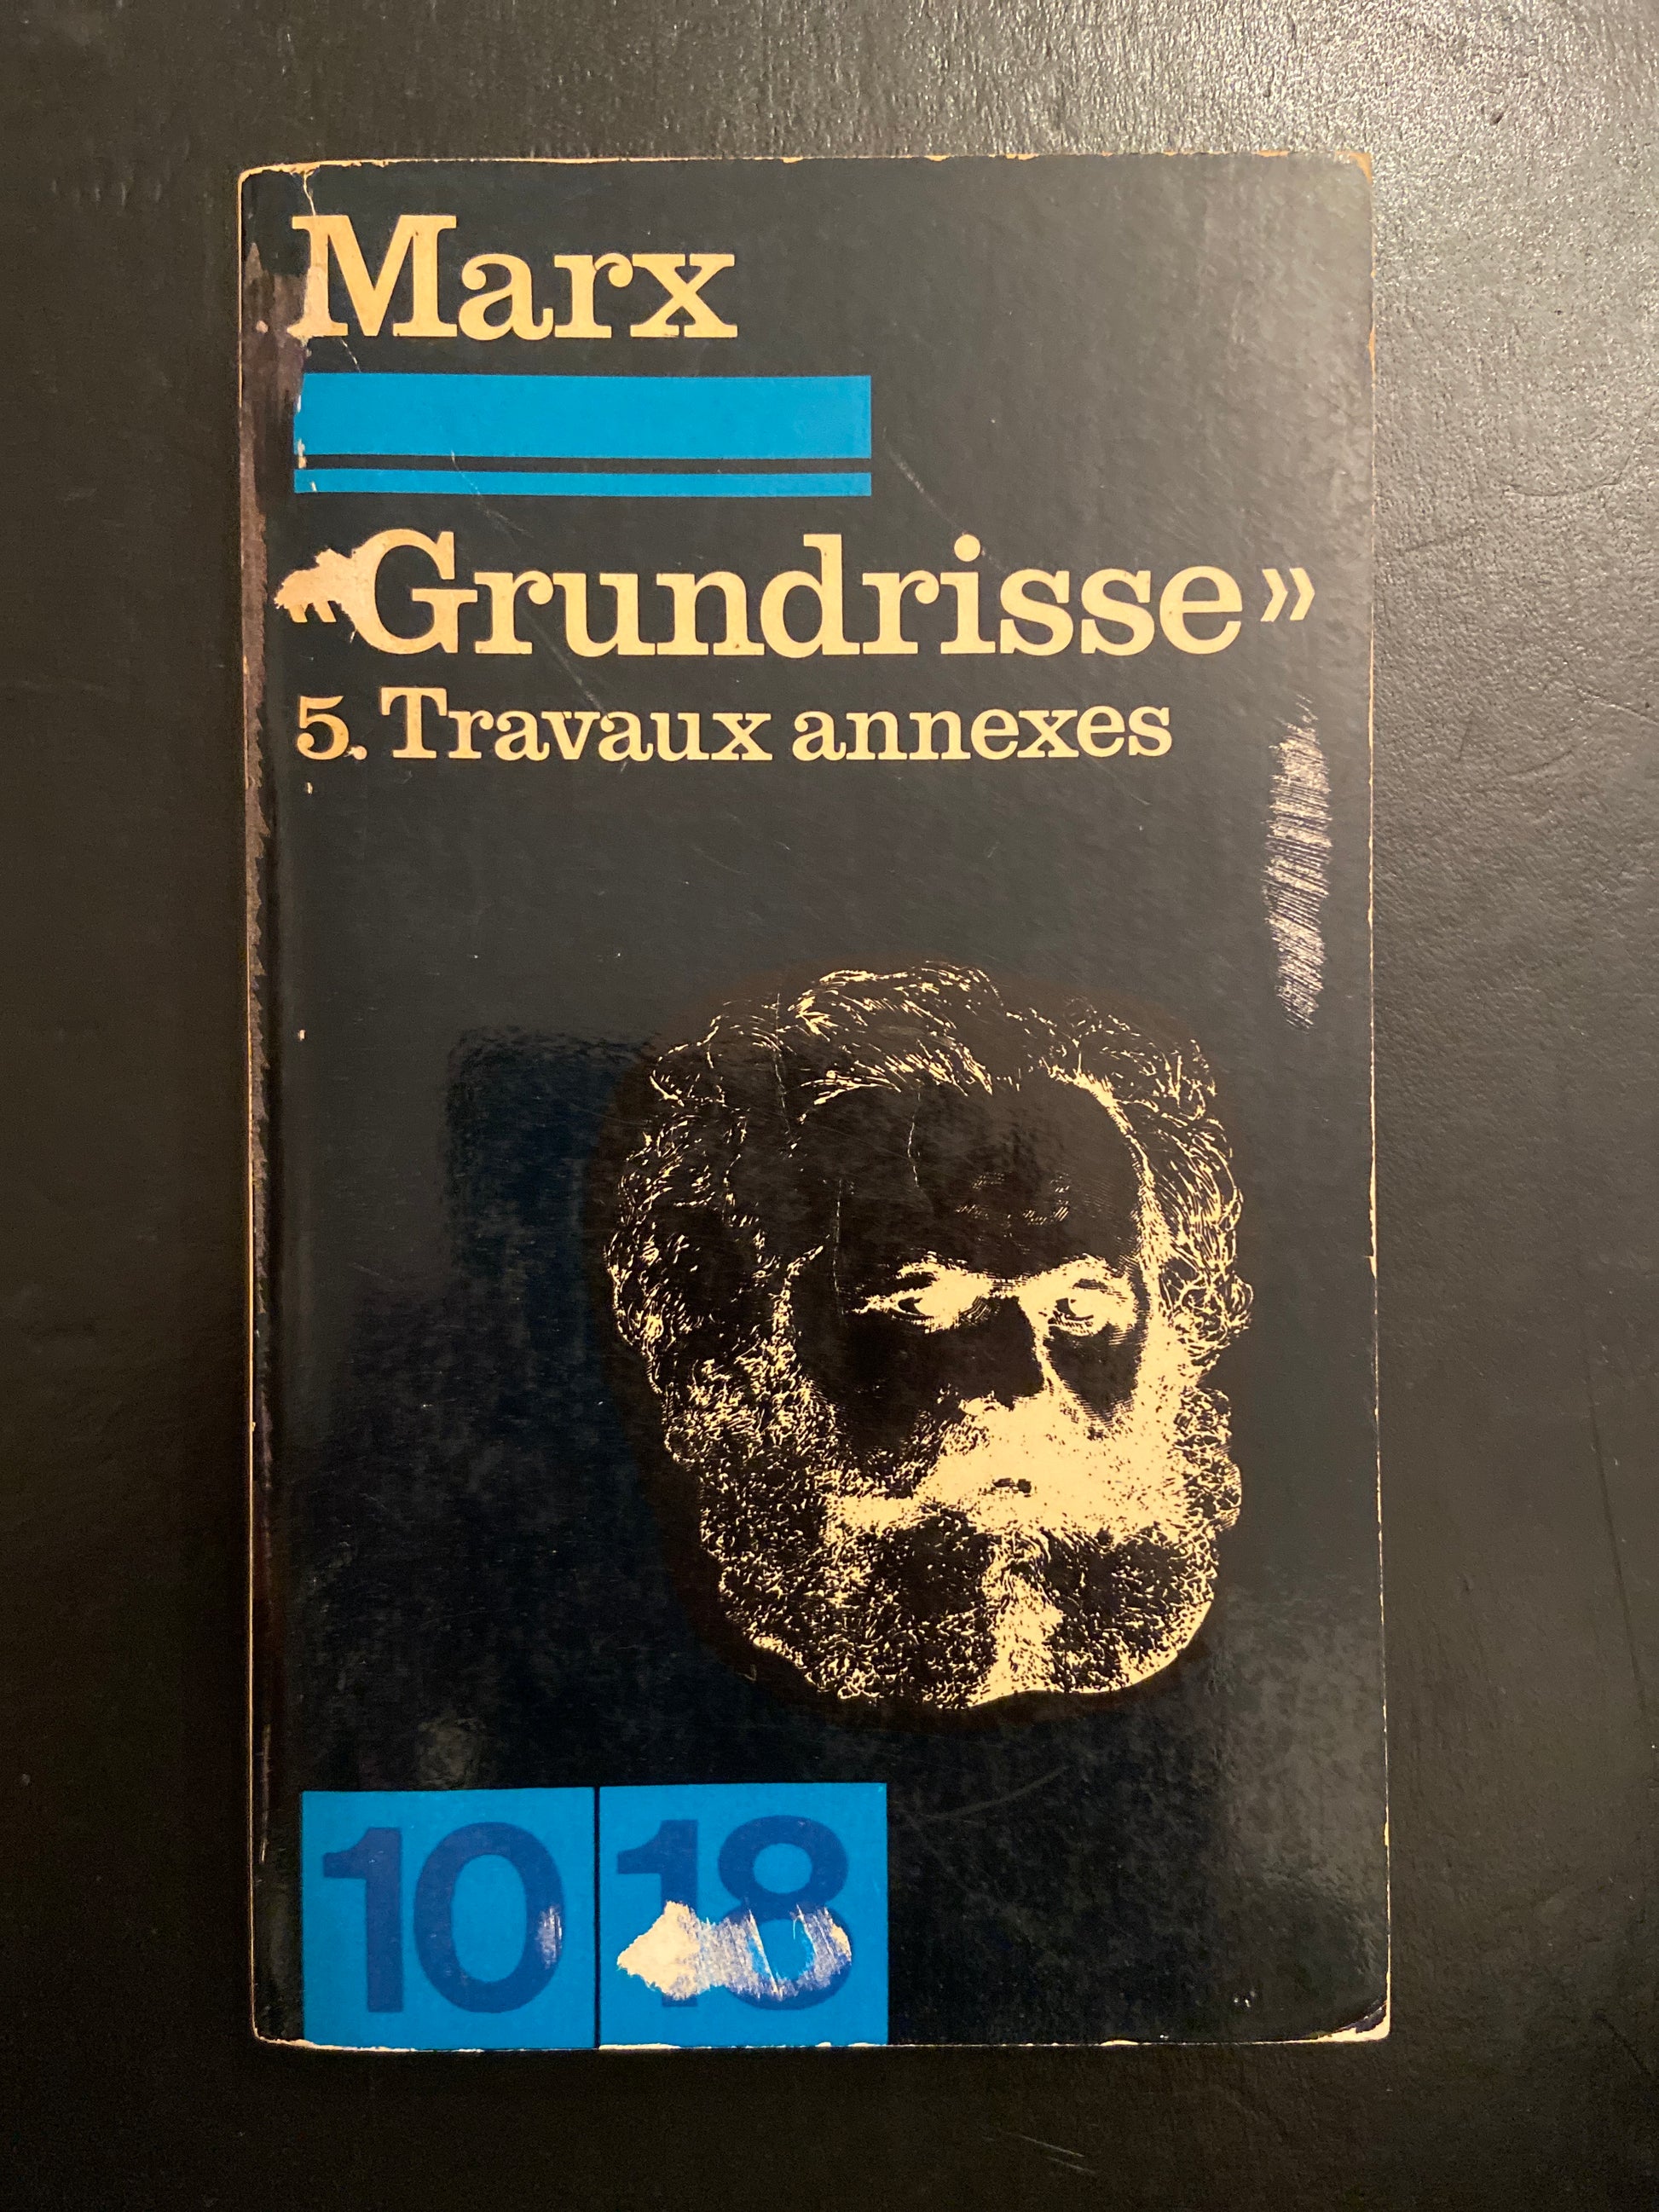 Marx
«Grundrisse»
5. Travaux annexes
10 18